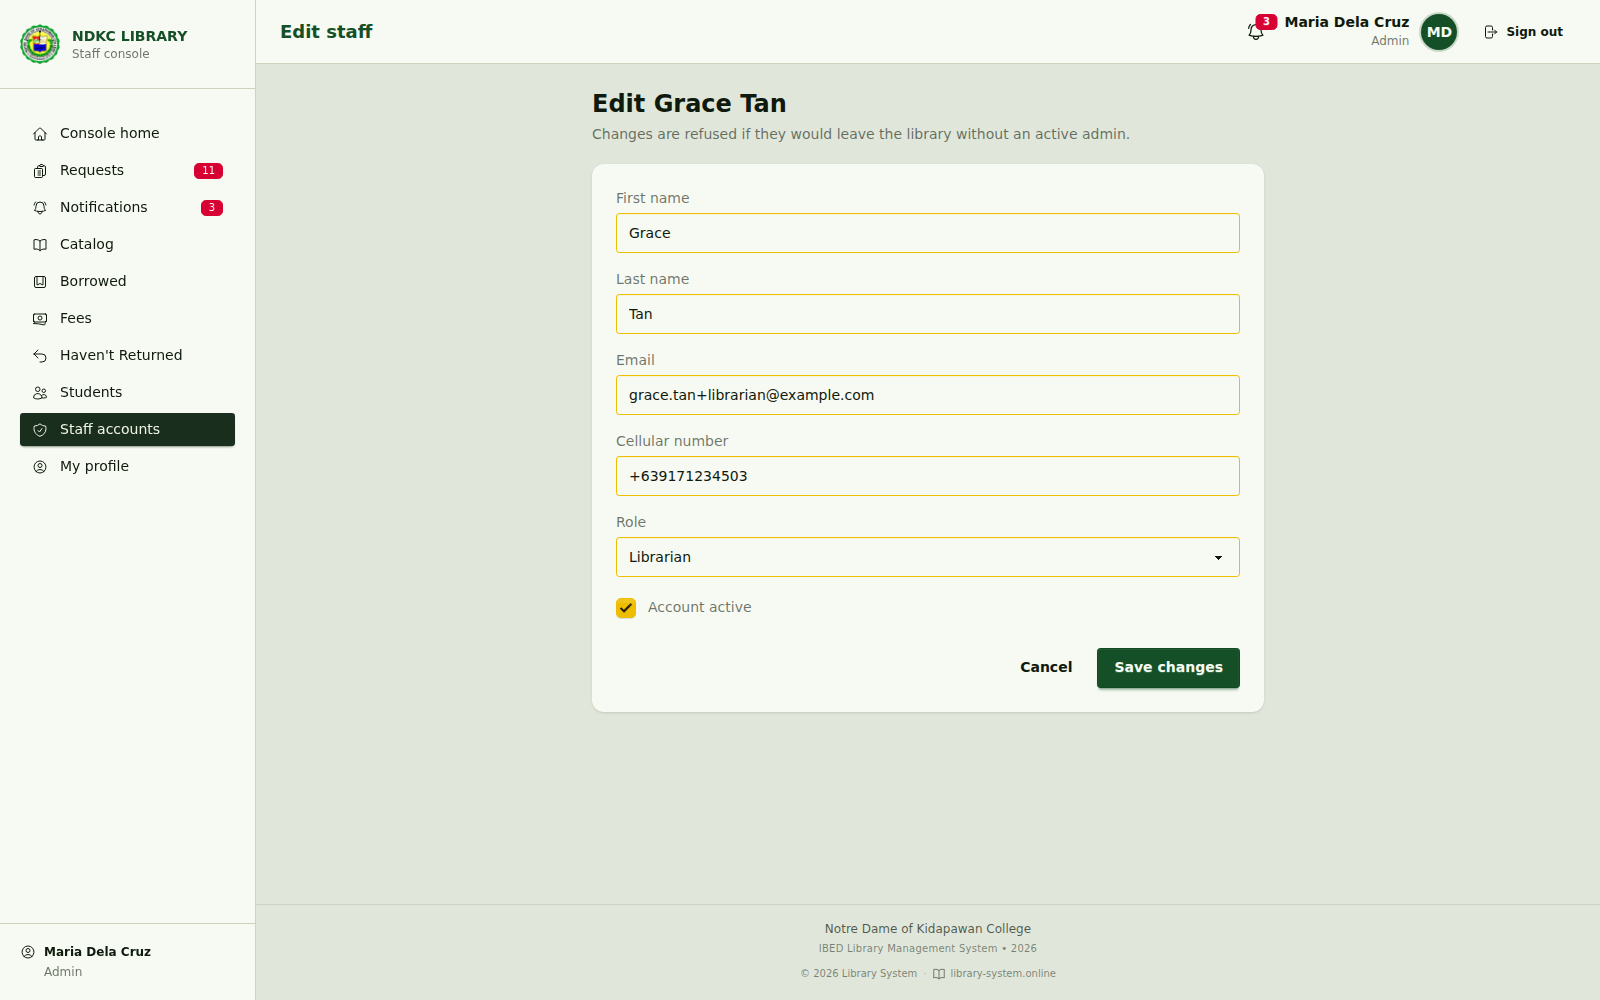 NDKC LIBRARY
Staff console
Console home
Requests 11
Notifications 3
Catalog
Borrowed
Fees
Haven't Returned
Students
Staff accounts
My profile
Maria Dela Cruz
Admin
Edit staff
3
Maria Dela Cruz
Admin
MD
Sign out
Edit Grace Tan
Changes are refused if they would leave the library without an active admin.
First name
Grace
Last name
Tan
Email
grace.tan+librarian@example.com
Cellular number
+639171234503
Role
Librarian
Account active
Cancel
Save changes
Notre Dame of Kidapawan College
IBED Library Management System • 2026
© 2026 Library System · library-system.online